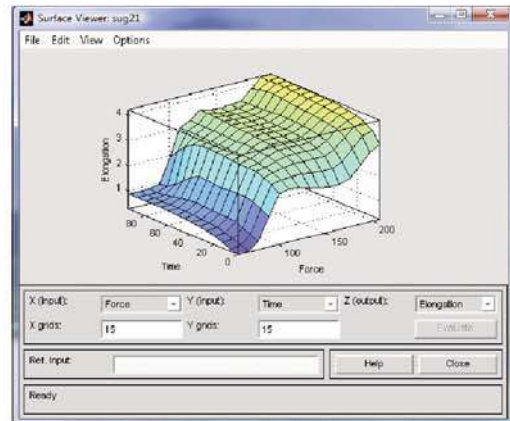 Surface Viewer: sug21
File Edit View Options
4
3
2
1
Elongation
80
60
40
20
0
Time
100
150
200
Force
X (input): Force Y (input): Time Z (output): Elongation
X grids: 15 Y grids: 15 Evaluate
Ref. Input: Help Close
Ready